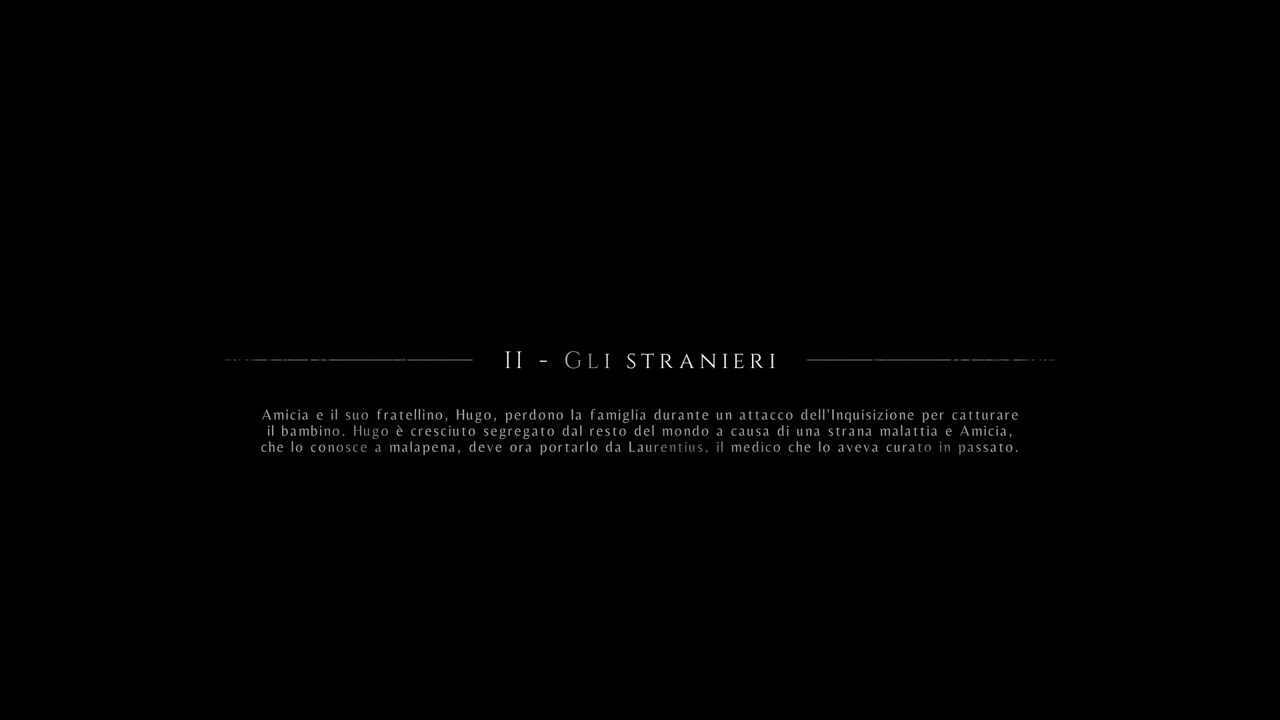 II - Gli stranieri
Amicia e il suo fratellino, Hugo, perdono la famiglia durante un attacco dell'Inquisizione per catturare
il bambino. Hugo è cresciuto segregato dal resto del mondo a causa di una strana malattia e Amicia,
che lo conosce a malapena, deve ora portarlo da Laurentius, il medico che lo aveva curato in passato.